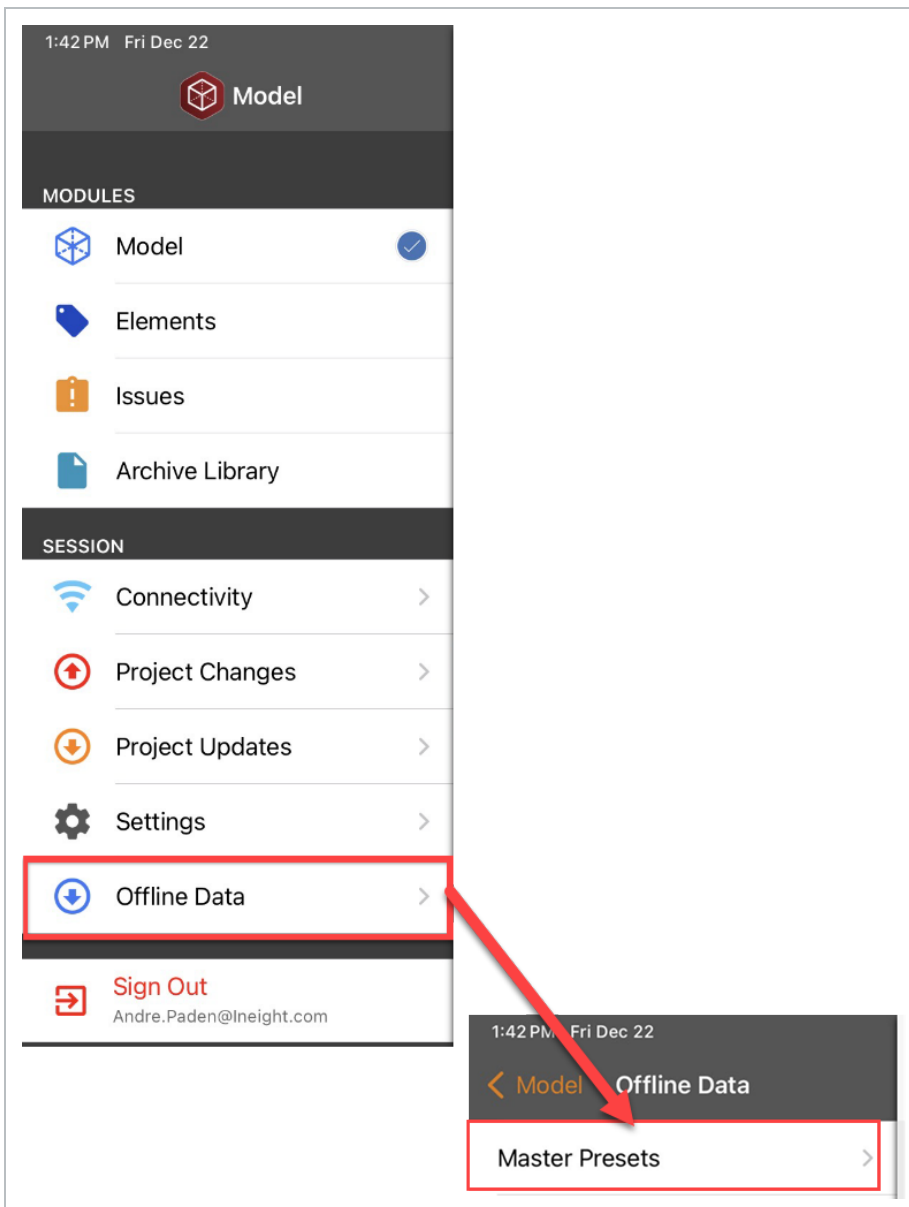 1:42 PM Fri Dec 22
Model
MODULES
Model
Elements
Issues
Archive Library
SESSION
Connectivity
Project Changes
Project Updates
Settings
Offline Data
Sign Out
Andre.Paden@Ineight.com
1:42 PM Fri Dec 22
Model Offline Data
Master Presets